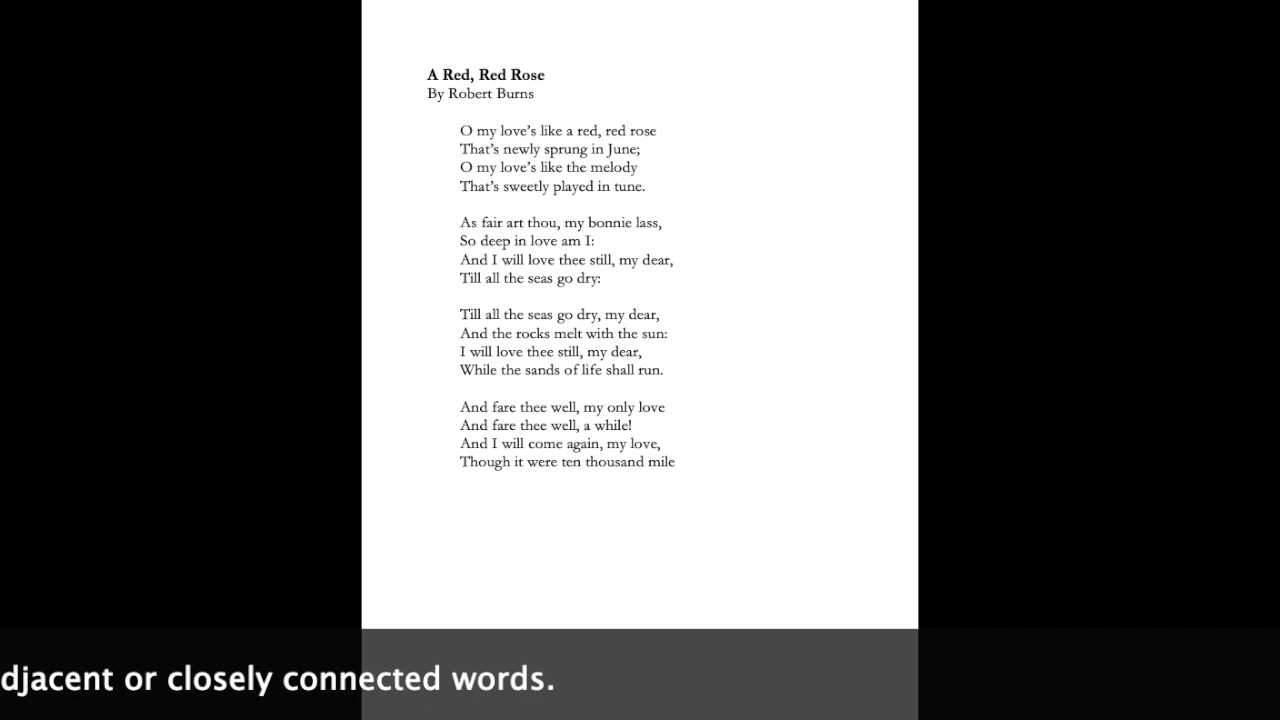 A Red, Red Rose
By Robert Burns
O my love’s like a red, red rose
That’s newly sprung in June;
O my love’s like the melody
That’s sweetly played in tune.
As fair art thou, my bonnie lass,
So deep in love am I:
And I will love thee still, my dear,
Till all the seas go dry:
Till all the seas go dry, my dear,
And the rocks melt with the sun:
I will love thee still, my dear,
While the sands of life shall run.
And fare thee well, my only love
And fare thee well, a while!
And I will come again, my love,
Though it were ten thousand mile
djacent or closely connected words.